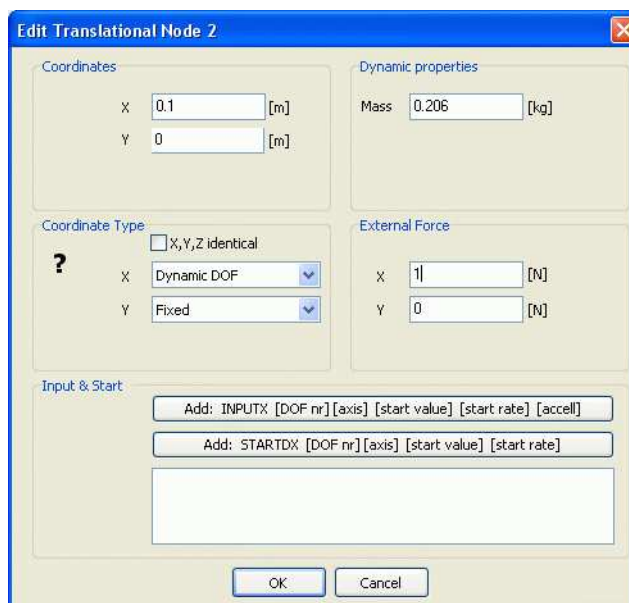 Edit Translational Node 2
Coordinates
X 0.1 [m]
Y 0 [m]
Dynamic properties
Mass 0.206 [kg]
Coordinate Type
? X,Y,Z identical
X Dynamic DOF
Y Fixed
External Force
X 1 [N]
Y 0 [N]
Input & Start
Add: INPUTX [DOF nr] [axis] [start value] [start rate] [accell]
Add: STARTDX [DOF nr] [axis] [start value] [start rate]
OK Cancel